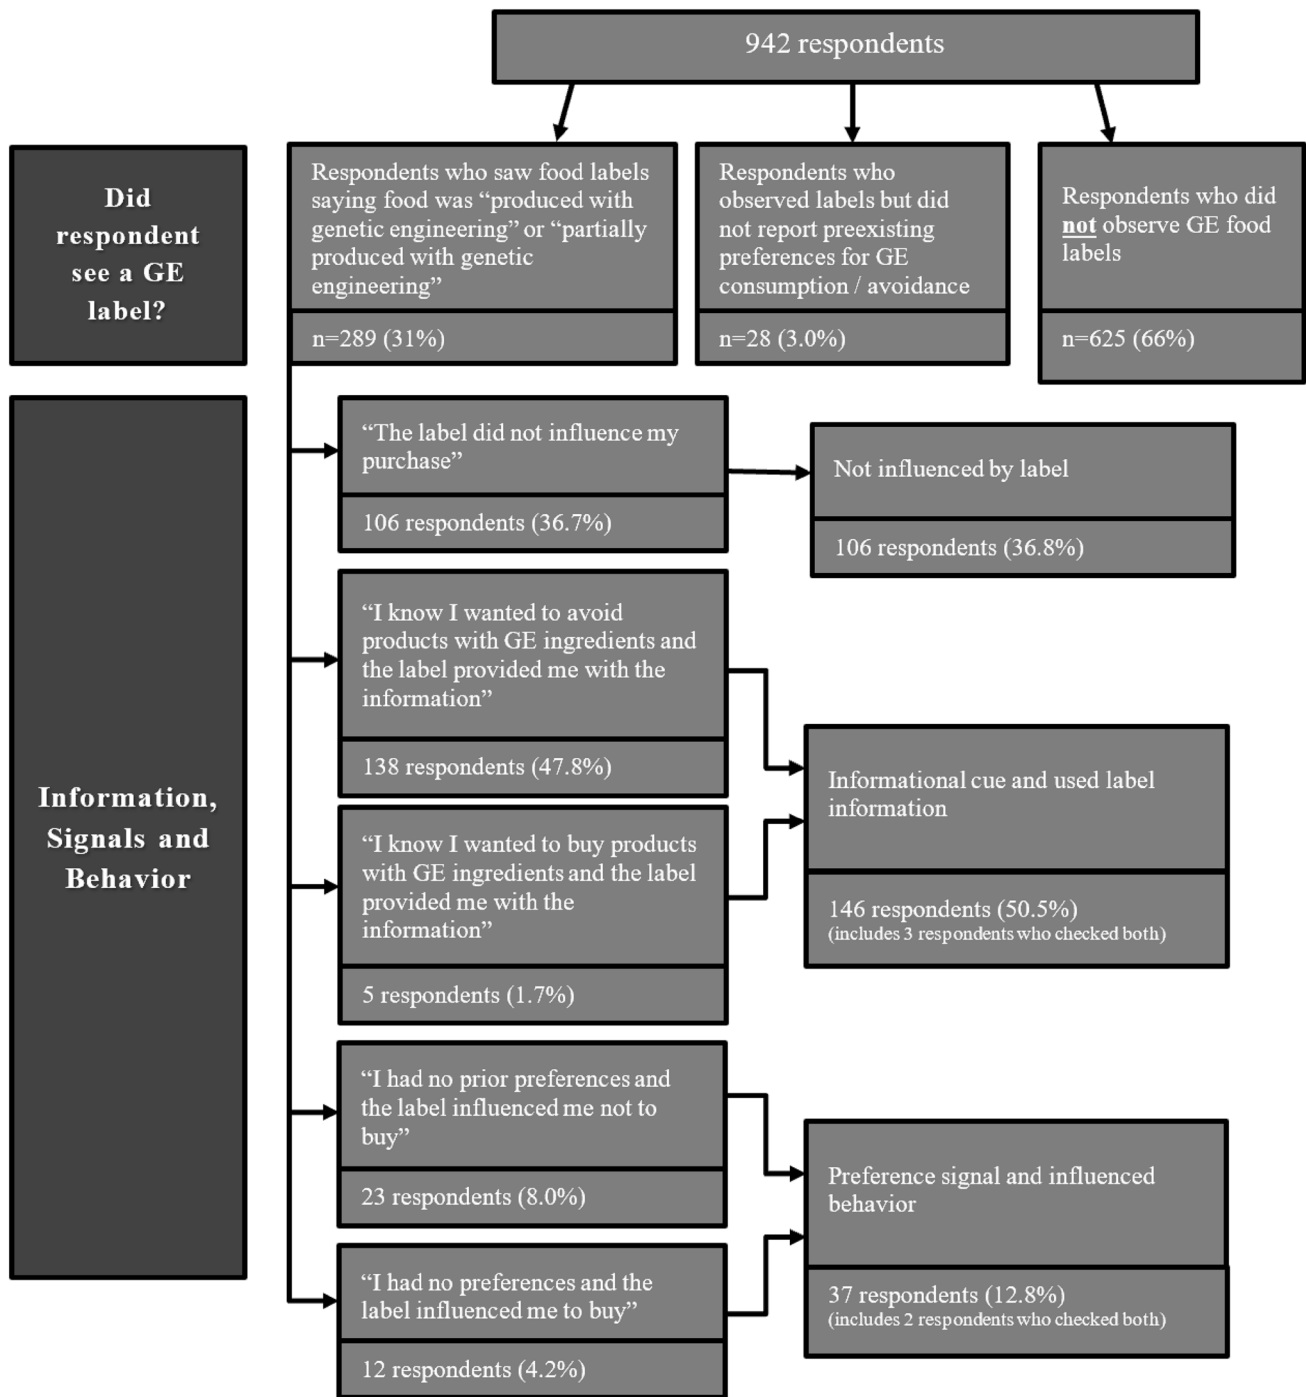 942 respondents
Did
respondent
see a GE
label?
Respondents who saw food labels
saying food was “produced with
genetic engineering” or “partially
produced with genetic
engineering”
n=289 (31%)
Respondents who
observed labels but did
not report preexisting
preferences for GE
consumption / avoidance
n=28 (3.0%)
Respondents who did
not observe GE food
labels
n=625 (66%)
Information,
Signals and
Behavior
“The label did not influence my
purchase”
106 respondents (36.7%)
Not influenced by label
106 respondents (36.8%)
“I know I wanted to avoid
products with GE ingredients and
the label provided me with the
information”
138 respondents (47.8%)
“I know I wanted to buy products
with GE ingredients and the label
provided me with the
information”
5 respondents (1.7%)
Informational cue and used label
information
146 respondents (50.5%)
(includes 3 respondents who checked both)
“I had no prior preferences and
the label influenced me not to
buy”
23 respondents (8.0%)
“I had no preferences and the
label influenced me to buy”
12 respondents (4.2%)
Preference signal and influenced
behavior
37 respondents (12.8%)
(includes 2 respondents who checked both)